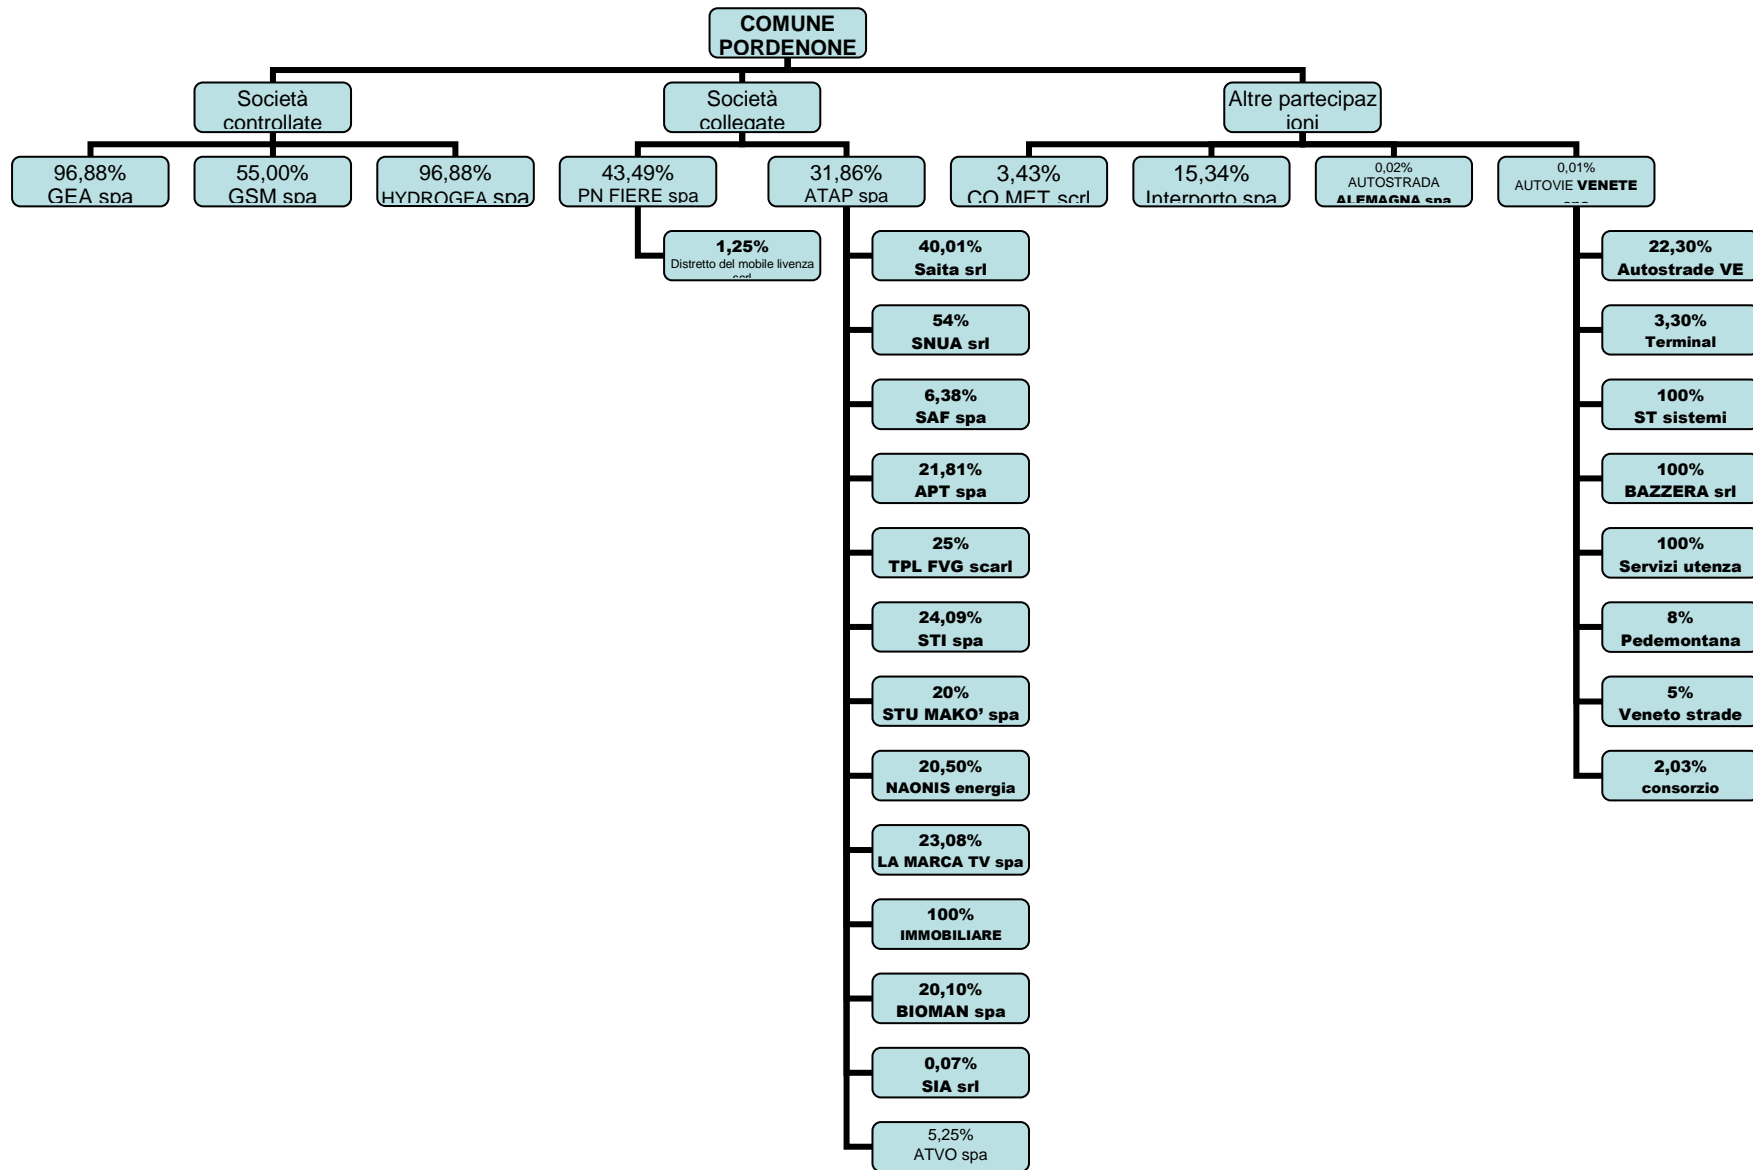 COMUNE
PORDENONE
Società
controllate
Società
collegate
Altre partecipaz
ioni
96,88%
GEA spa
55,00%
GSM spa
96,88%
HYDROGEA spa
43,49%
PN FIERE spa
31,86%
ATAP spa
3,43%
CO.MET scrl
15,34%
Interporto spa
0,02%
AUTOSTRADA
ALEMAGNA spa
0,01%
AUTOVIE VENETE
spa
1,25%
Distretto del mobile livenza
scrl
40,01%
Saita srl
54%
SNUA srl
6,38%
SAF spa
21,81%
APT spa
25%
TPL FVG scarl
24,09%
STI spa
20%
STU MAKO’ spa
20,50%
NAONIS energia
23,08%
LA MARCA TV spa
100%
IMMOBILIARE
20,10%
BIOMAN spa
0,07%
SIA srl
5,25%
ATVO spa
22,30%
Autostrade VE
3,30%
Terminal
100%
ST sistemi
100%
BAZZERA srl
100%
Servizi utenza
8%
Pedemontana
5%
Veneto strade
2,03%
consorzio